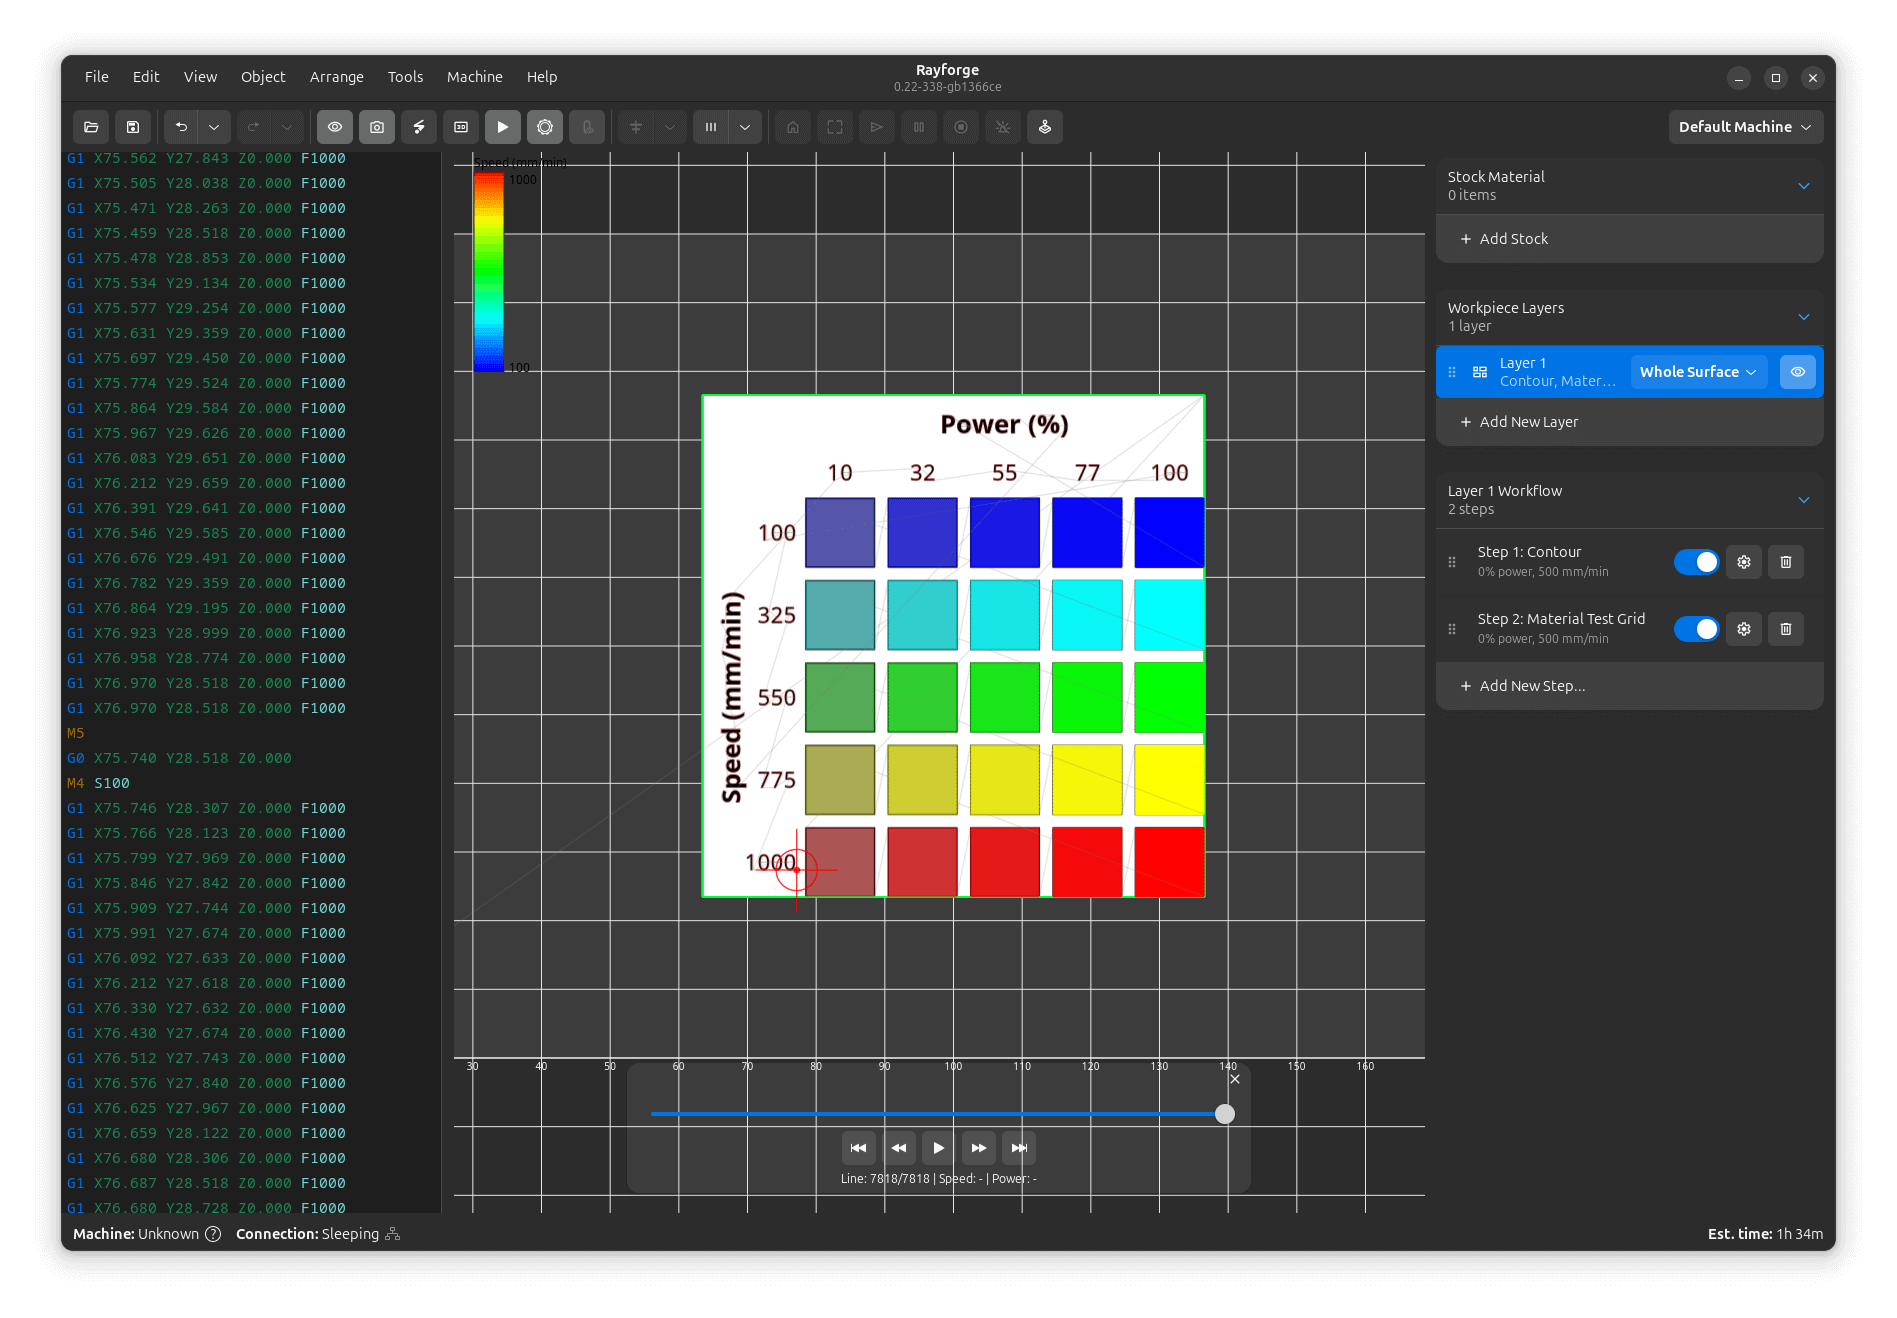 File Edit View Object Arrange Tools Machine Help
Rayforge
0.22-338-gb1366ce
Default Machine
G1 X75.562 Y27.843 Z0.000 F1000
G1 X75.505 Y28.038 Z0.000 F1000
G1 X75.471 Y28.263 Z0.000 F1000
G1 X75.459 Y28.518 Z0.000 F1000
G1 X75.478 Y28.853 Z0.000 F1000
G1 X75.534 Y29.134 Z0.000 F1000
G1 X75.577 Y29.254 Z0.000 F1000
G1 X75.631 Y29.359 Z0.000 F1000
G1 X75.697 Y29.450 Z0.000 F1000
G1 X75.774 Y29.524 Z0.000 F1000
G1 X75.864 Y29.584 Z0.000 F1000
G1 X75.967 Y29.626 Z0.000 F1000
G1 X76.083 Y29.651 Z0.000 F1000
G1 X76.212 Y29.659 Z0.000 F1000
G1 X76.391 Y29.641 Z0.000 F1000
G1 X76.546 Y29.585 Z0.000 F1000
G1 X76.676 Y29.491 Z0.000 F1000
G1 X76.782 Y29.359 Z0.000 F1000
G1 X76.864 Y29.195 Z0.000 F1000
G1 X76.923 Y28.999 Z0.000 F1000
G1 X76.958 Y28.774 Z0.000 F1000
G1 X76.970 Y28.518 Z0.000 F1000
G1 X76.970 Y28.518 Z0.000 F1000
M5
G0 X75.740 Y28.518 Z0.000
M4 S100
G1 X75.746 Y28.307 Z0.000 F1000
G1 X75.766 Y28.123 Z0.000 F1000
G1 X75.799 Y27.969 Z0.000 F1000
G1 X75.846 Y27.842 Z0.000 F1000
G1 X75.909 Y27.744 Z0.000 F1000
G1 X75.991 Y27.674 Z0.000 F1000
G1 X76.092 Y27.633 Z0.000 F1000
G1 X76.212 Y27.618 Z0.000 F1000
G1 X76.330 Y27.632 Z0.000 F1000
G1 X76.430 Y27.674 Z0.000 F1000
G1 X76.512 Y27.743 Z0.000 F1000
G1 X76.576 Y27.840 Z0.000 F1000
G1 X76.625 Y27.967 Z0.000 F1000
G1 X76.659 Y28.122 Z0.000 F1000
G1 X76.680 Y28.306 Z0.000 F1000
G1 X76.687 Y28.518 Z0.000 F1000
G1 X76.680 Y28.728 Z0.000 F1000
Speed (mm/min)
1000
100
Power (%)
10 32 55 77 100
Speed (mm/min)
100
325
550
775
1000
30 40 50 60 70 80 90 100 110 120 130 140 150 160
Line: 7818/7818 | Speed: - | Power: -
Stock Material
0 items
+ Add Stock
Workpiece Layers
1 layer
Layer 1
Contour, Mater...
Whole Surface
+ Add New Layer
Layer 1 Workflow
2 steps
Step 1: Contour
0% power, 500 mm/min
Step 2: Material Test Grid
0% power, 500 mm/min
+ Add New Step...
Machine: Unknown ? Connection: Sleeping
Est. time: 1h 34m